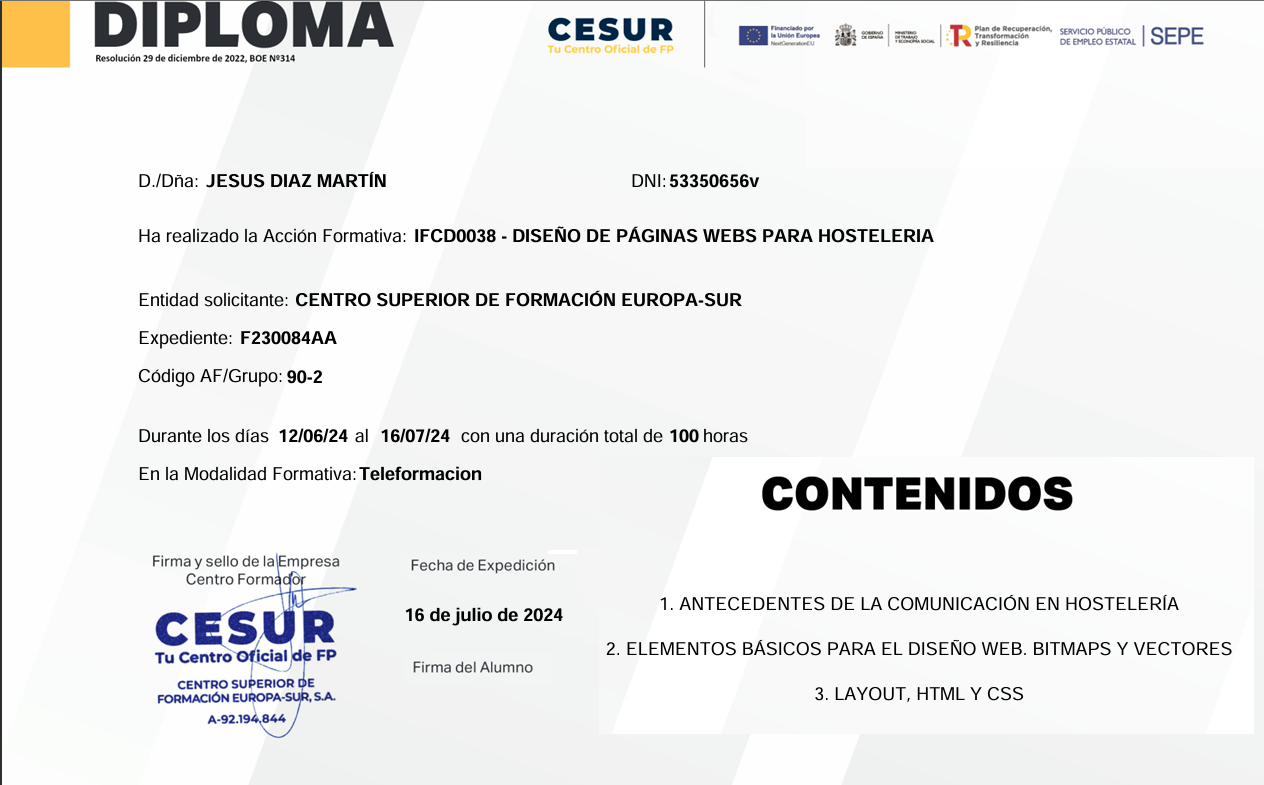 DIPLOMA
Resolución 29 de diciembre de 2022, BOE Nº314
CESUR
Tu Centro Oficial de FP
Financiado por
la Unión Europea
NextGenerationEU
GOBIERNO
DE ESPAÑA
MINISTERIO
DE TRABAJO
Y ECONOMÍA SOCIAL
Plan de Recuperación,
Transformación
y Resiliencia
SERVICIO PÚBLICO
DE EMPLEO ESTATAL
SEPE
D./Dña: JESUS DIAZ MARTÍN DNI: 53350656v
Ha realizado la Acción Formativa: IFCD0038 - DISEÑO DE PÁGINAS WEBS PARA HOSTELERIA
Entidad solicitante: CENTRO SUPERIOR DE FORMACIÓN EUROPA-SUR
Expediente: F230084AA
Código AF/Grupo: 90-2
Durante los días 12/06/24 al 16/07/24 con una duración total de 100 horas
En la Modalidad Formativa: Teleformacion
Firma y sello de la Empresa
Centro Formador
CESUR
Tu Centro Oficial de FP
CENTRO SUPERIOR DE
FORMACIÓN EUROPA-SUR, S.A.
A-92.194.844
Fecha de Expedición
16 de julio de 2024
Firma del Alumno
CONTENIDOS
1. ANTECEDENTES DE LA COMUNICACIÓN EN HOSTELERÍA
2. ELEMENTOS BÁSICOS PARA EL DISEÑO WEB. BITMAPS Y VECTORES
3. LAYOUT, HTML Y CSS